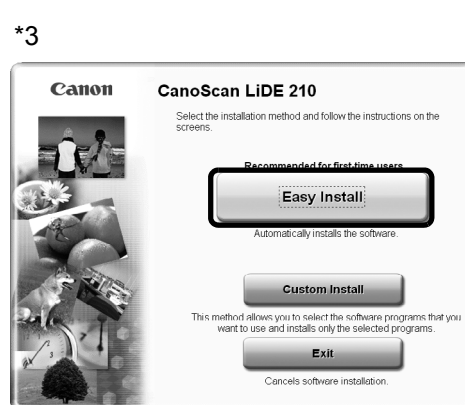 *3
Canon
CanoScan LiDE 210
Select the installation method and follow the instructions on the
screens.
Recommended for first-time users
Easy Install
Automatically installs the software.
Custom Install
This method allows you to select the software programs that you
want to use and installs only the selected programs.
Exit
Cancels software installation.